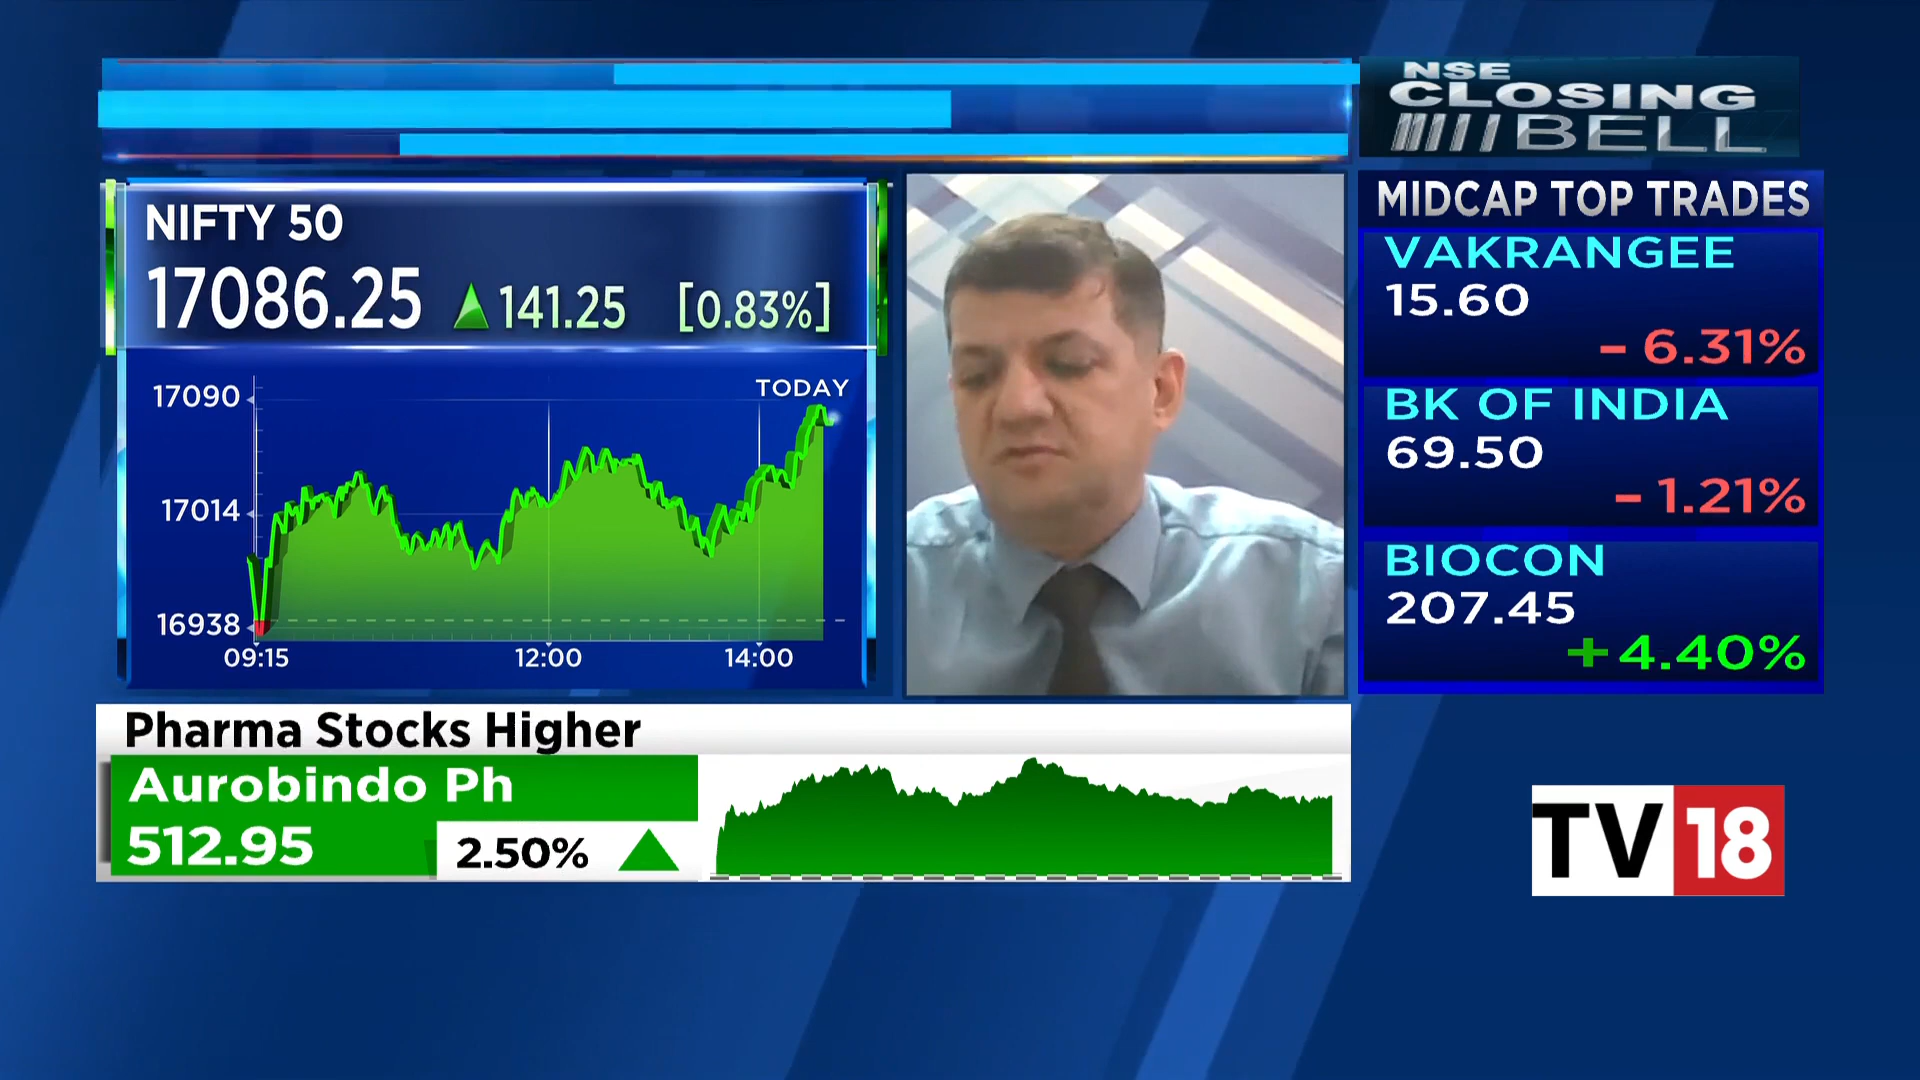 NSE
CLOSING
BELL
NIFTY 50
17086.25 ▲ 141.25 [0.83%]
TODAY
17090
17014
16938
09:15 12:00 14:00
MIDCAP TOP TRADES
VAKRANGEE
15.60
- 6.31%
BK OF INDIA
69.50
- 1.21%
BIOCON
207.45
+ 4.40%
Pharma Stocks Higher
Aurobindo Ph
512.95
2.50% ▲
TV18